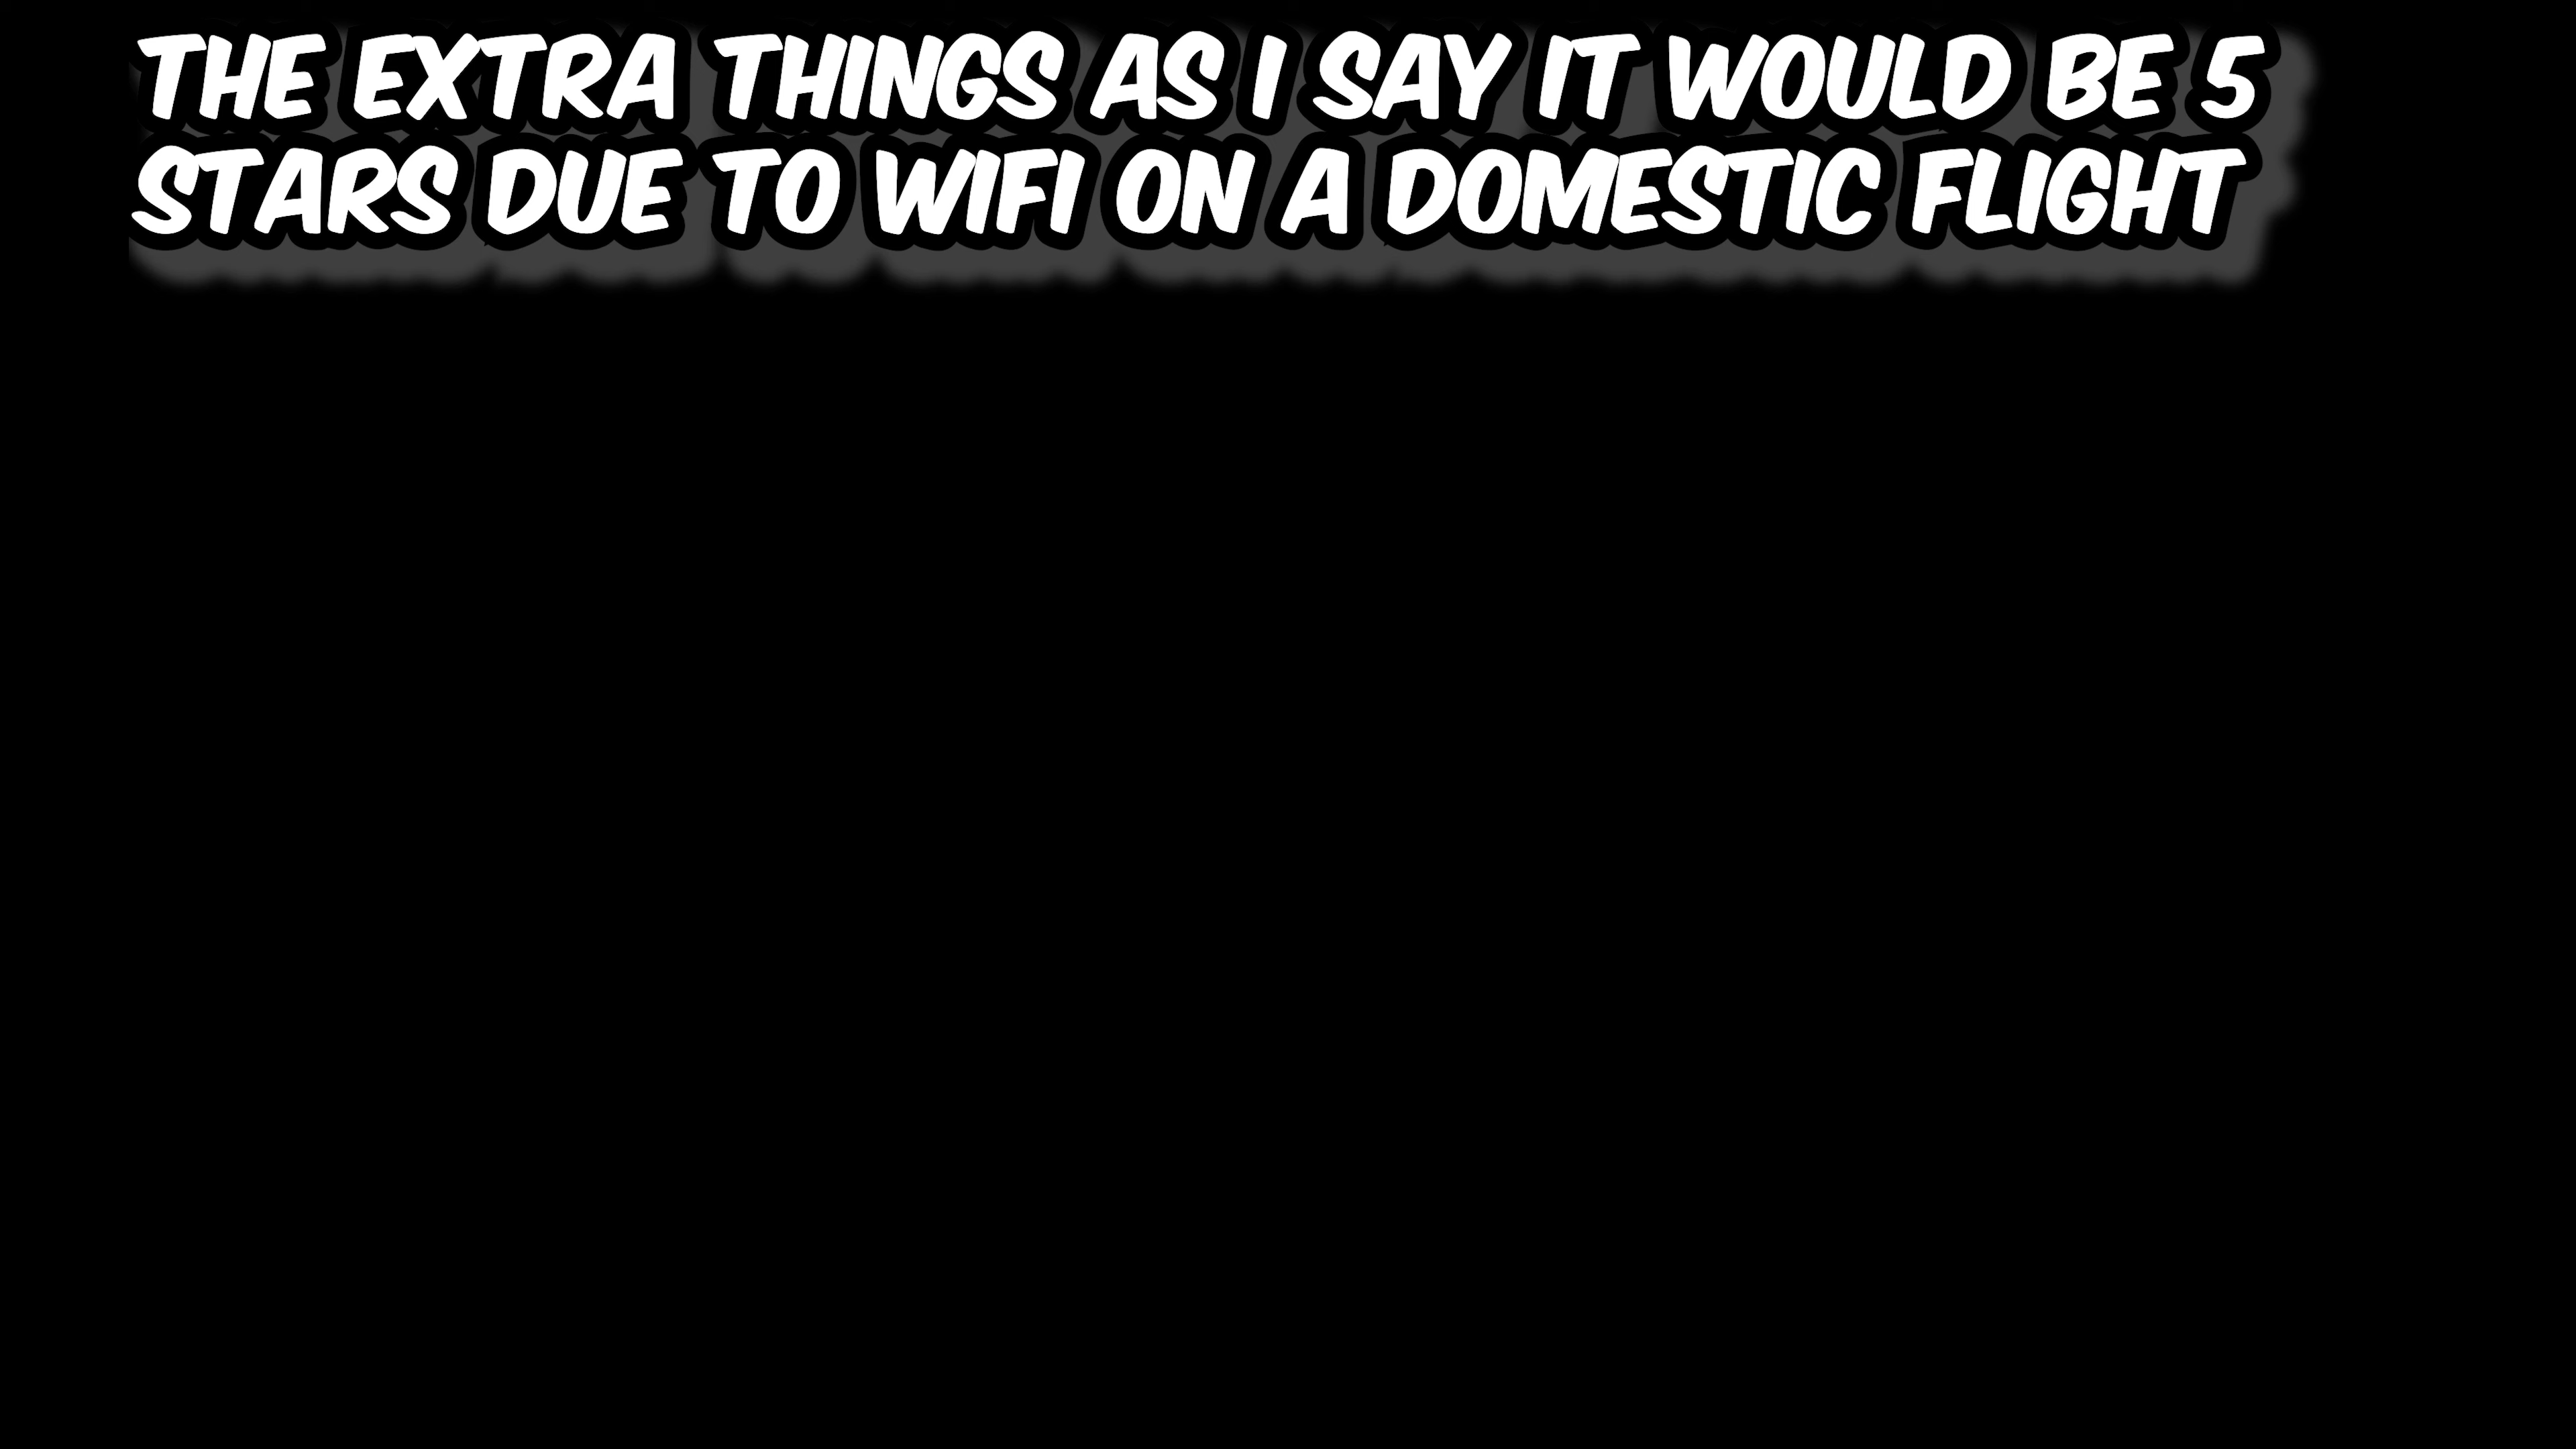 THE EXTRA THINGS AS I SAY IT WOULD BE 5
STARS DUE TO WIFI ON A DOMESTIC FLIGHT